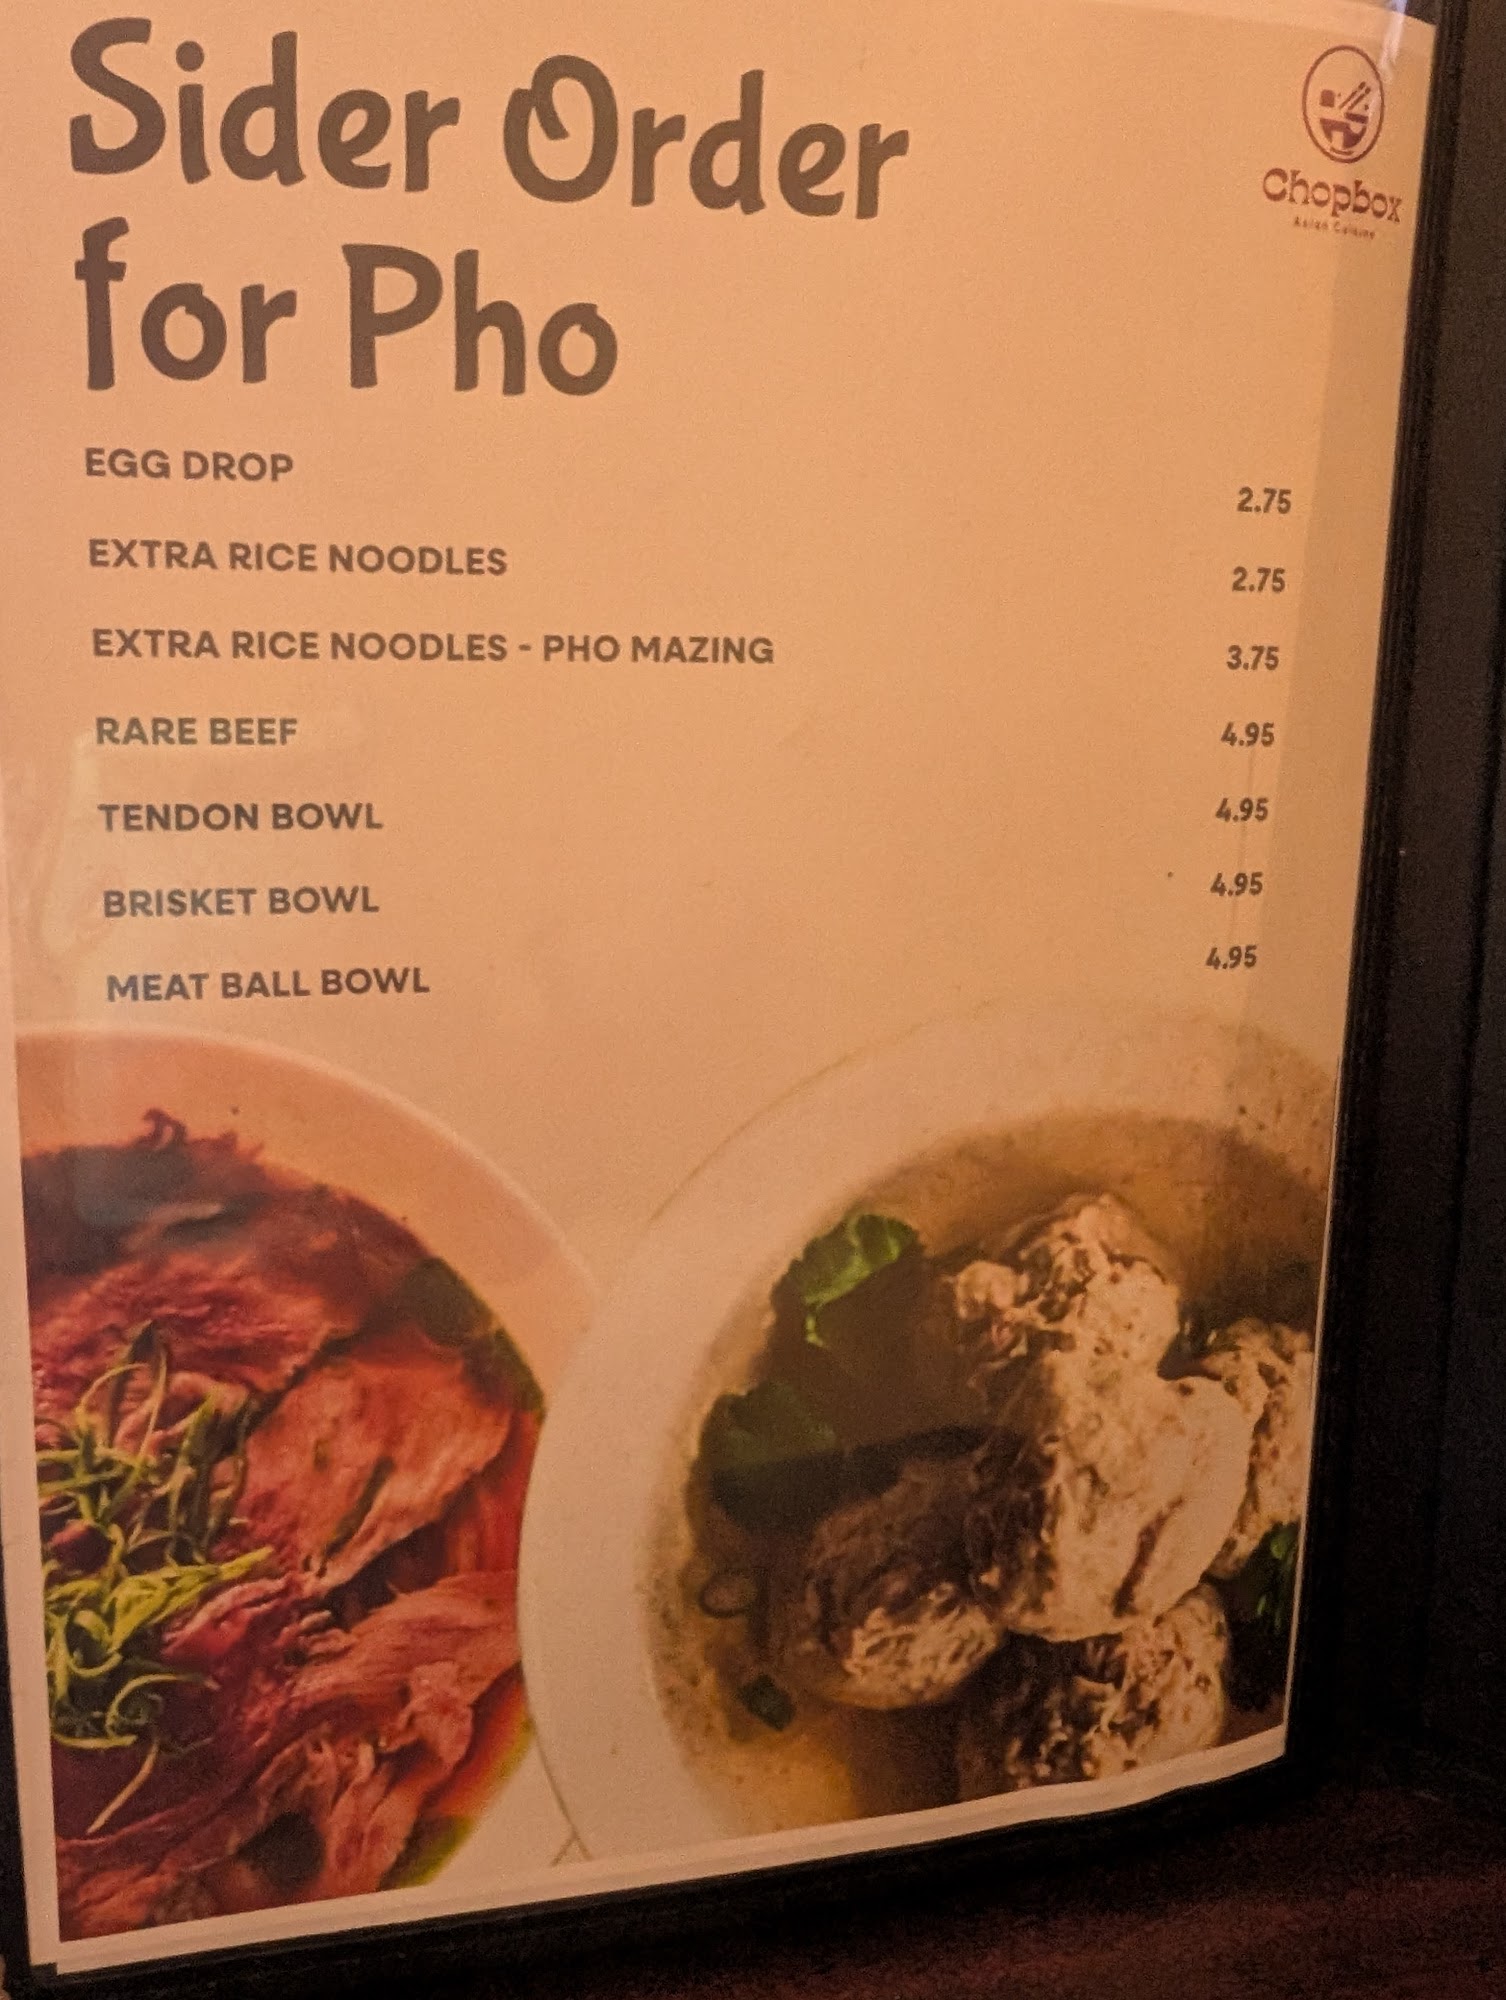 Sider Order
for Pho
Chopbox
Asian Cuisine
EGG DROP 2.75
EXTRA RICE NOODLES 2.75
EXTRA RICE NOODLES - PHO MAZING 3.75
RARE BEEF 4.95
TENDON BOWL 4.95
BRISKET BOWL 4.95
MEAT BALL BOWL 4.95